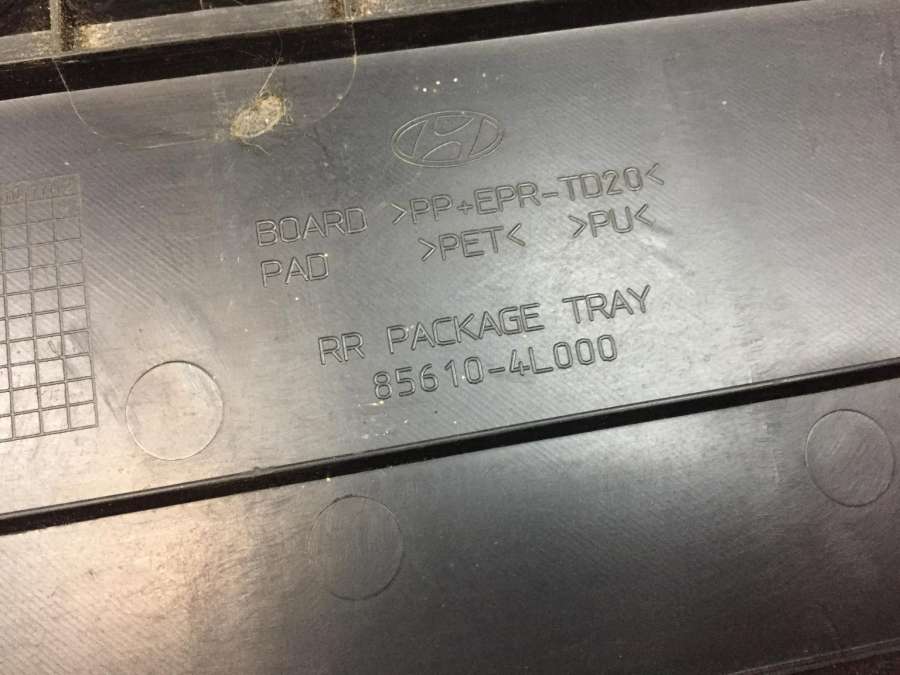 BOARD >PP+EPR-TD20<
PAD >PET< >PU<
RR PACKAGE TRAY
85610-4L000